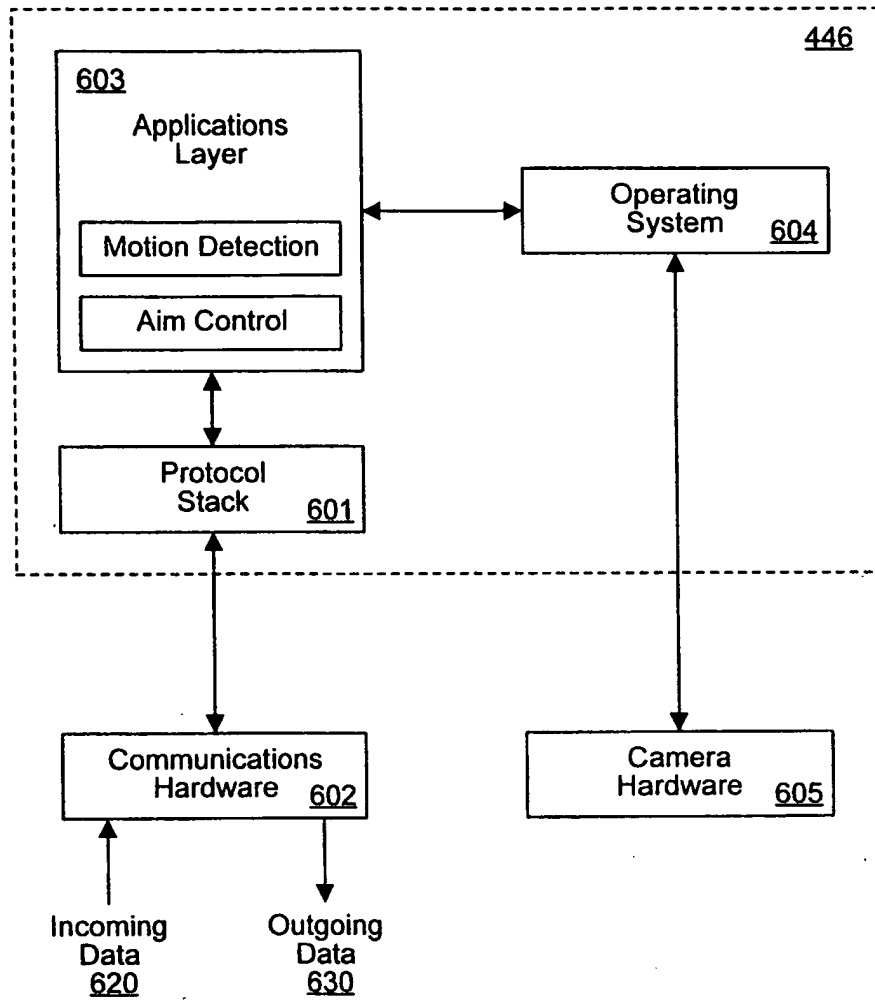 446
603
Applications
Layer
Motion Detection
Aim Control
Operating
System
604
Protocol
Stack
601
Communications
Hardware
602
Camera
Hardware
605
Incoming
Data
620
Outgoing
Data
630